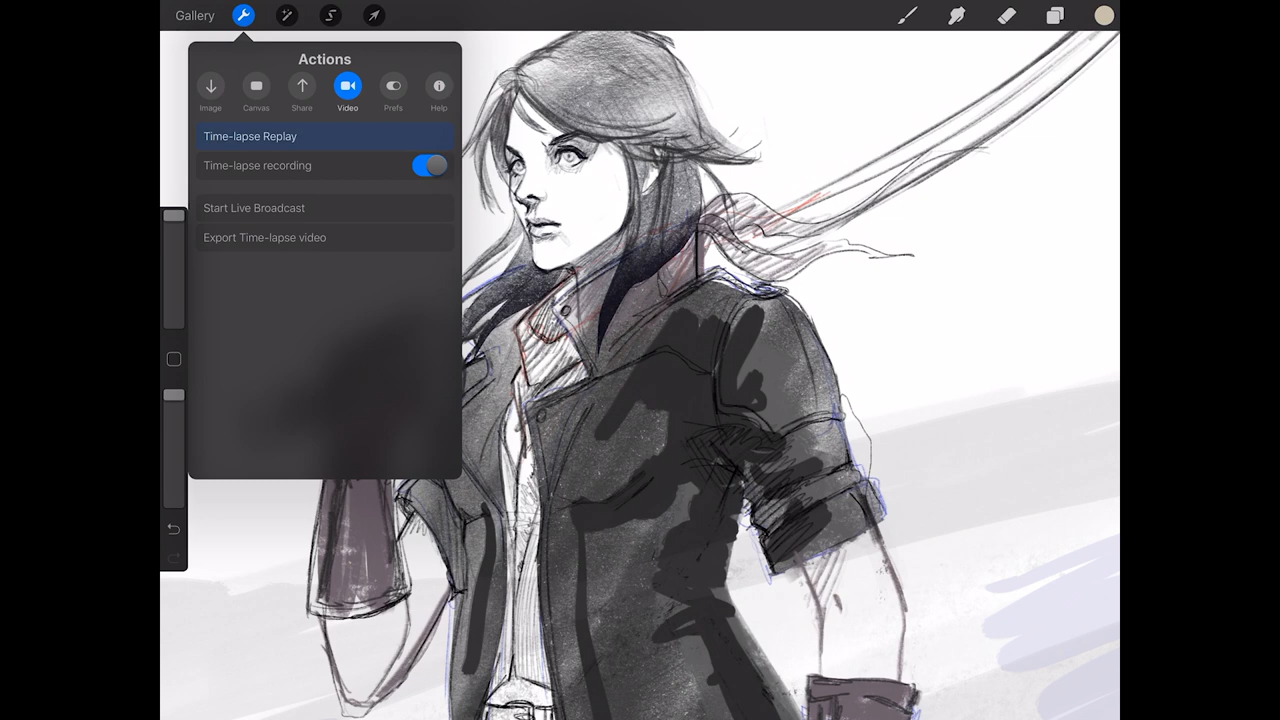 Gallery
Actions
Image Canvas Share Video Prefs Help
Time-lapse Replay
Time-lapse recording
Start Live Broadcast
Export Time-lapse video